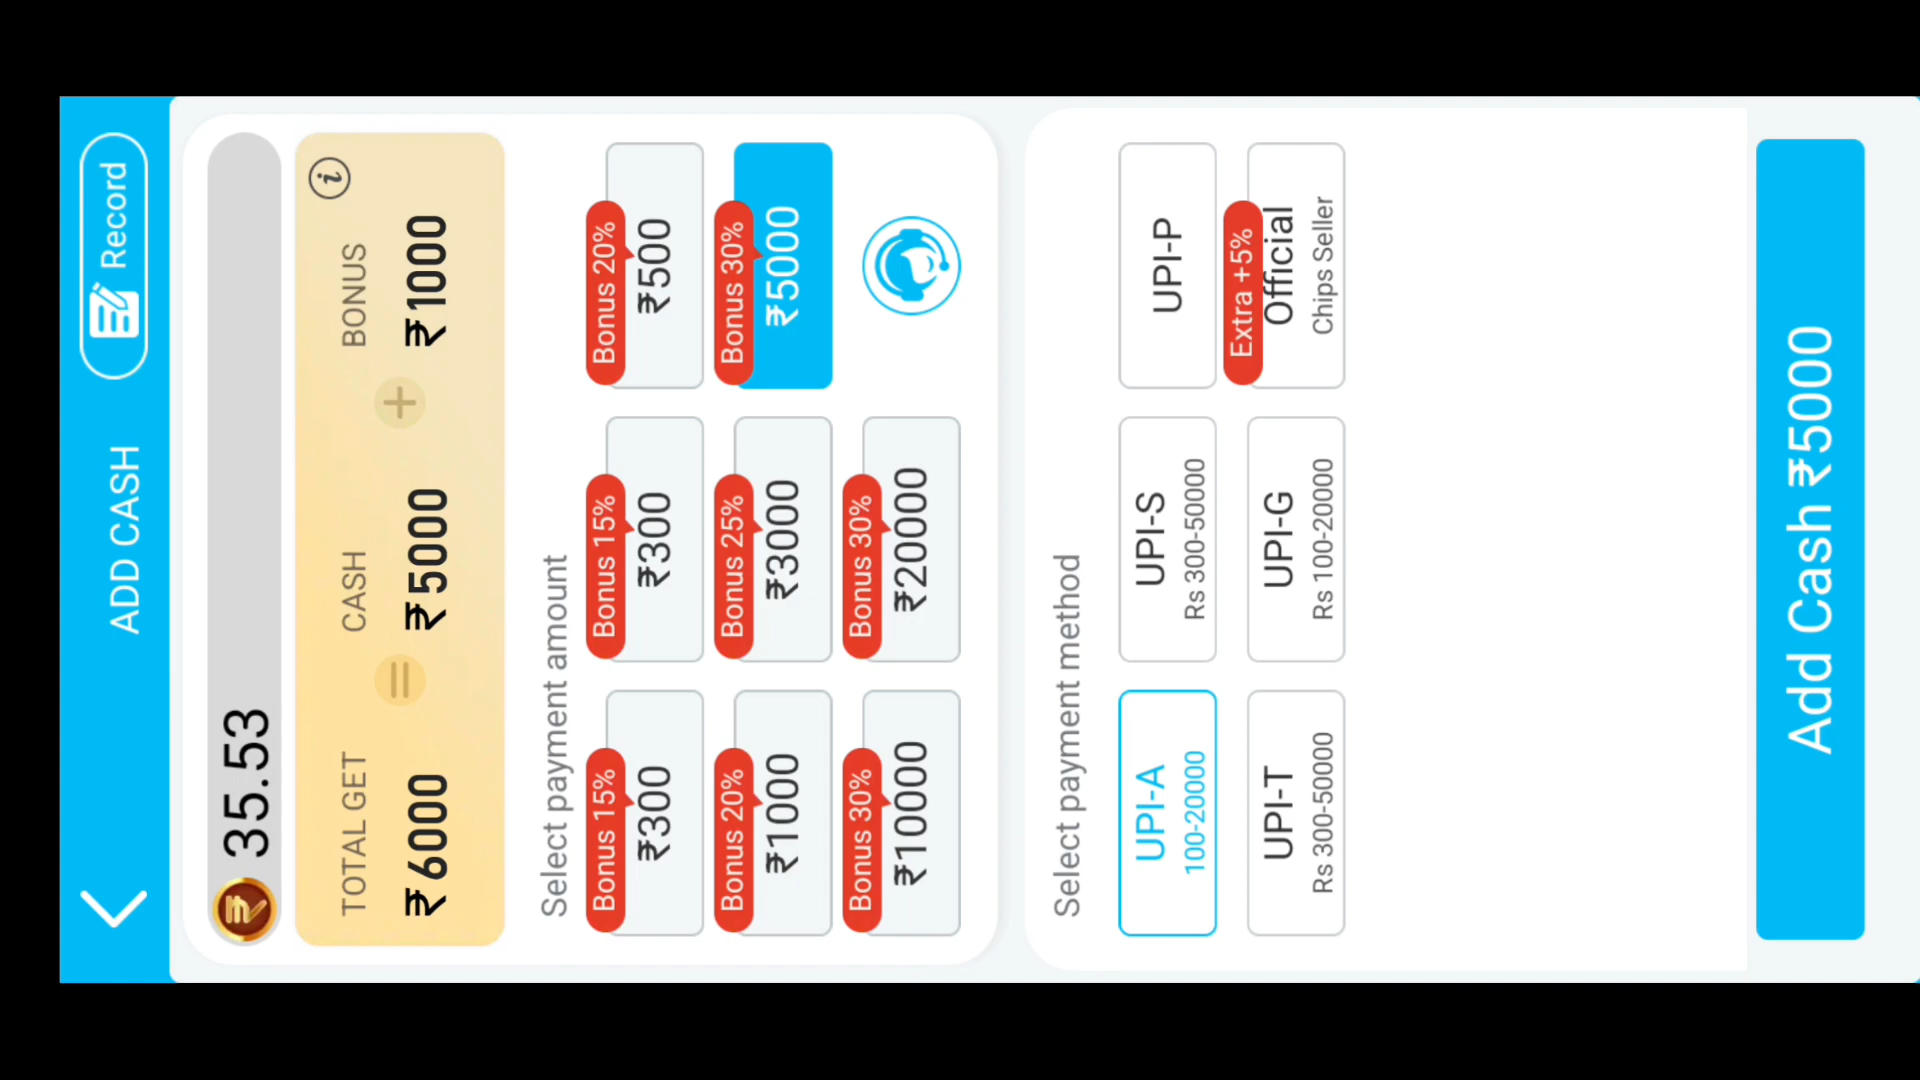 ADD CASH
Record
35.53
TOTAL GET
CASH
BONUS
₹6000
=
₹5000
+
₹1000
i
Select payment amount
Bonus 15%
₹300
Bonus 15%
₹300
Bonus 20%
₹500
Bonus 20%
₹1000
Bonus 25%
₹3000
Bonus 30%
₹5000
Bonus 30%
₹10000
Bonus 30%
₹20000
Select payment method
UPI-A
100-20000
UPI-S
Rs 300-50000
UPI-P
UPI-T
Rs 300-50000
UPI-G
Rs 100-20000
Extra +5%
Official
Chips Seller
Add Cash ₹5000